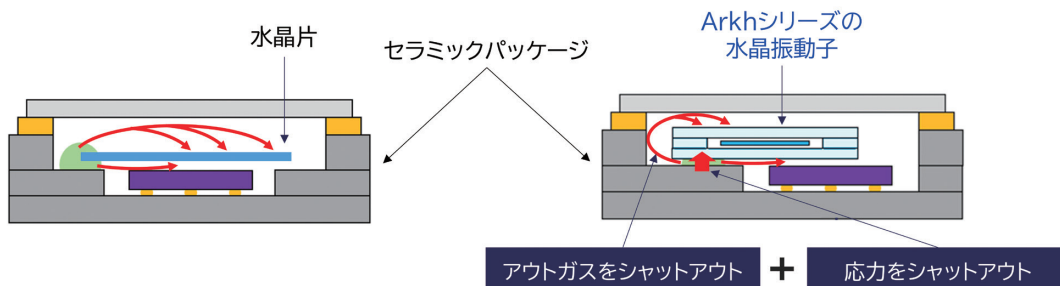 水晶片
セラミックパッケージ
Arkhシリーズの
水晶振動子
アウトガスをシャットアウト + 応力をシャットアウト